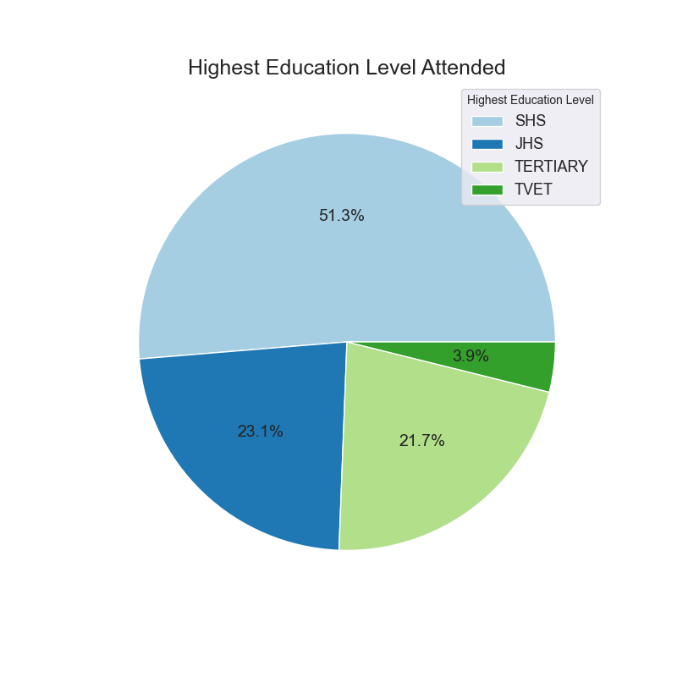 Highest Education Level Attended
Highest Education Level
SHS
JHS
TERTIARY
TVET
51.3%
3.9%
23.1%
21.7%